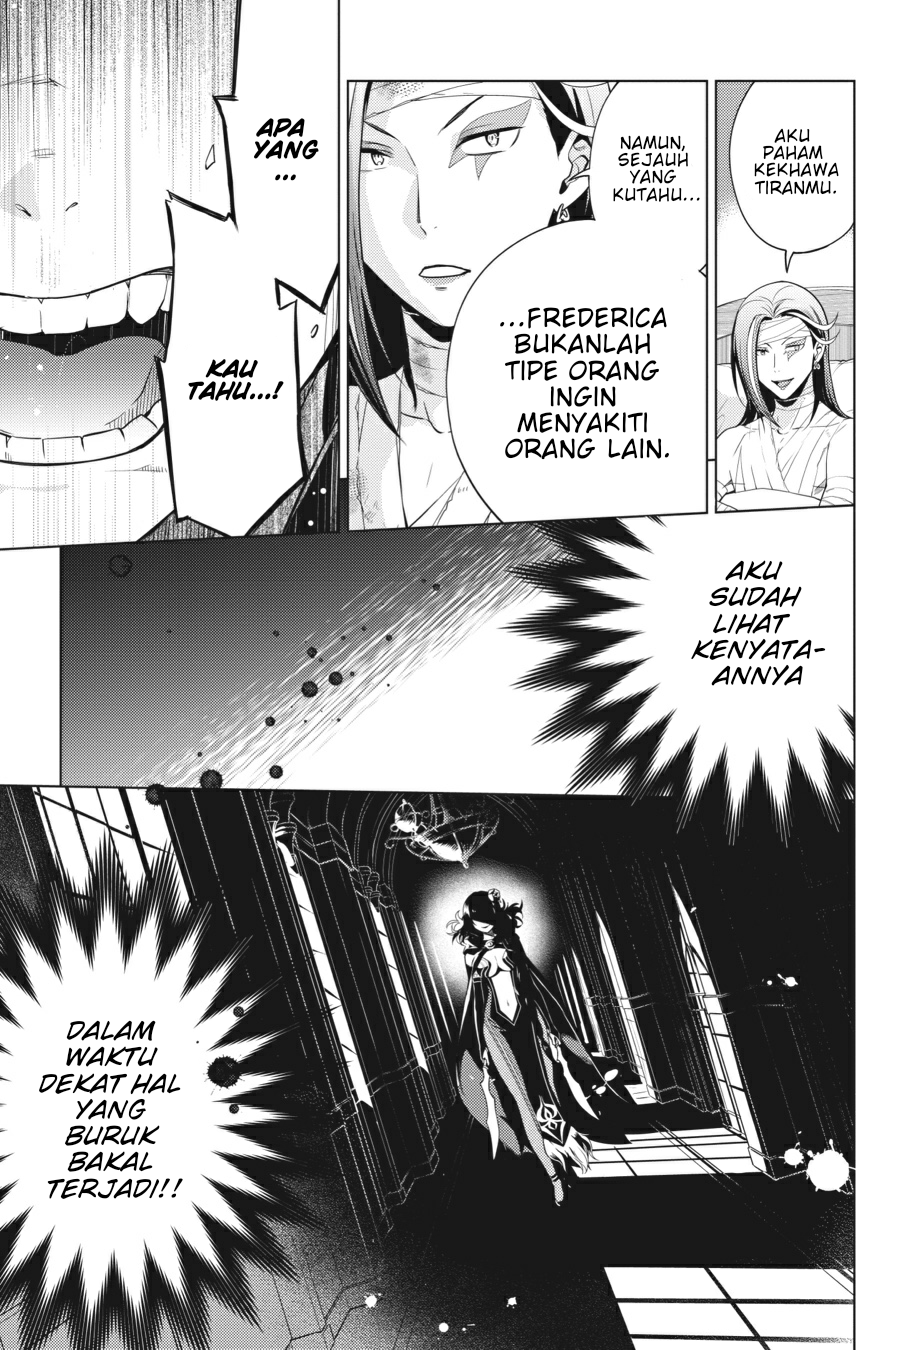 AKU
PAHAM
KEKHAWA
TIRANMU.
NAMUN,
SEJAUH
YANG
KUTAHU...
...FREDERICA
BUKANLAH
TIPE ORANG
INGIN
MENYAKITI
ORANG LAIN.
APA
YANG
...
KAU
TAHU...!
AKU
SUDAH
LIHAT
KENYATA-
ANNYA
DALAM
WAKTU
DEKAT HAL
YANG
BURUK
BAKAL
TERJADI!!